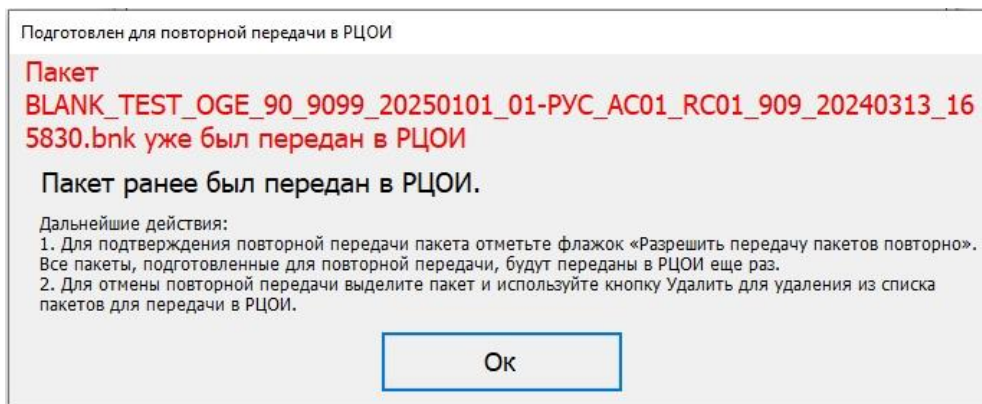 Подготовлен для повторной передачи в РЦОИ
Пакет
BLANK_TEST_OGE_90_9099_20250101_01-РУС_AC01_RC01_909_20240313_16
5830.bnk уже был передан в РЦОИ
Пакет ранее был передан в РЦОИ.
Дальнейшие действия:
1. Для подтверждения повторной передачи пакета отметьте флажок «Разрешить передачу пакетов повторно».
Все пакеты, подготовленные для повторной передачи, будут переданы в РЦОИ еще раз.
2. Для отмены повторной передачи выделите пакет и используйте кнопку Удалить для удаления из списка
пакетов для передачи в РЦОИ.
Ок